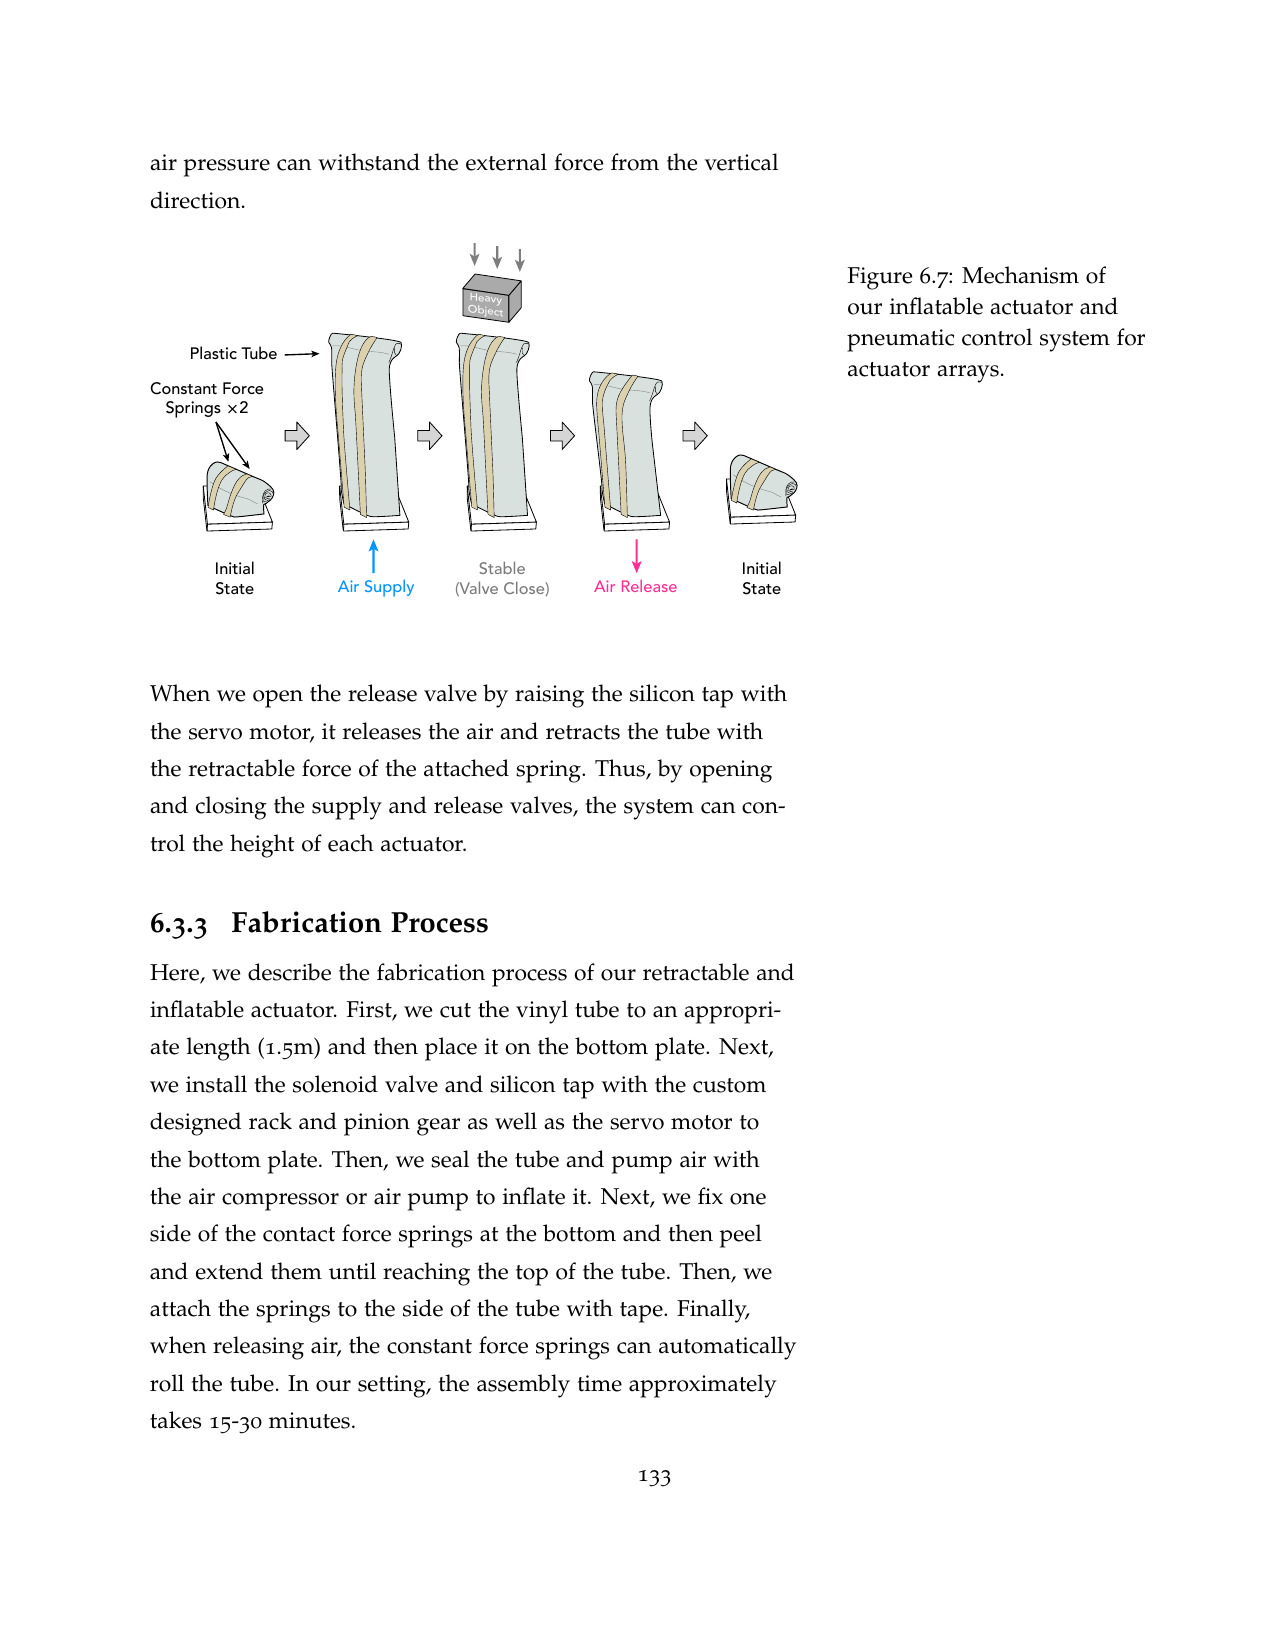 air pressure can withstand the external force from the vertical
direction.
Heavy
Object
Plastic Tube
Constant Force
Springs ×2
Initial
State
Air Supply
Stable
(Valve Close)
Air Release
Initial
State
Figure 6.7: Mechanism of
our inflatable actuator and
pneumatic control system for
actuator arrays.
When we open the release valve by raising the silicon tap with
the servo motor, it releases the air and retracts the tube with
the retractable force of the attached spring. Thus, by opening
and closing the supply and release valves, the system can con-
trol the height of each actuator.
6.3.3 Fabrication Process
Here, we describe the fabrication process of our retractable and
inflatable actuator. First, we cut the vinyl tube to an appropri-
ate length (1.5m) and then place it on the bottom plate. Next,
we install the solenoid valve and silicon tap with the custom
designed rack and pinion gear as well as the servo motor to
the bottom plate. Then, we seal the tube and pump air with
the air compressor or air pump to inflate it. Next, we fix one
side of the contact force springs at the bottom and then peel
and extend them until reaching the top of the tube. Then, we
attach the springs to the side of the tube with tape. Finally,
when releasing air, the constant force springs can automatically
roll the tube. In our setting, the assembly time approximately
takes 15-30 minutes.
133